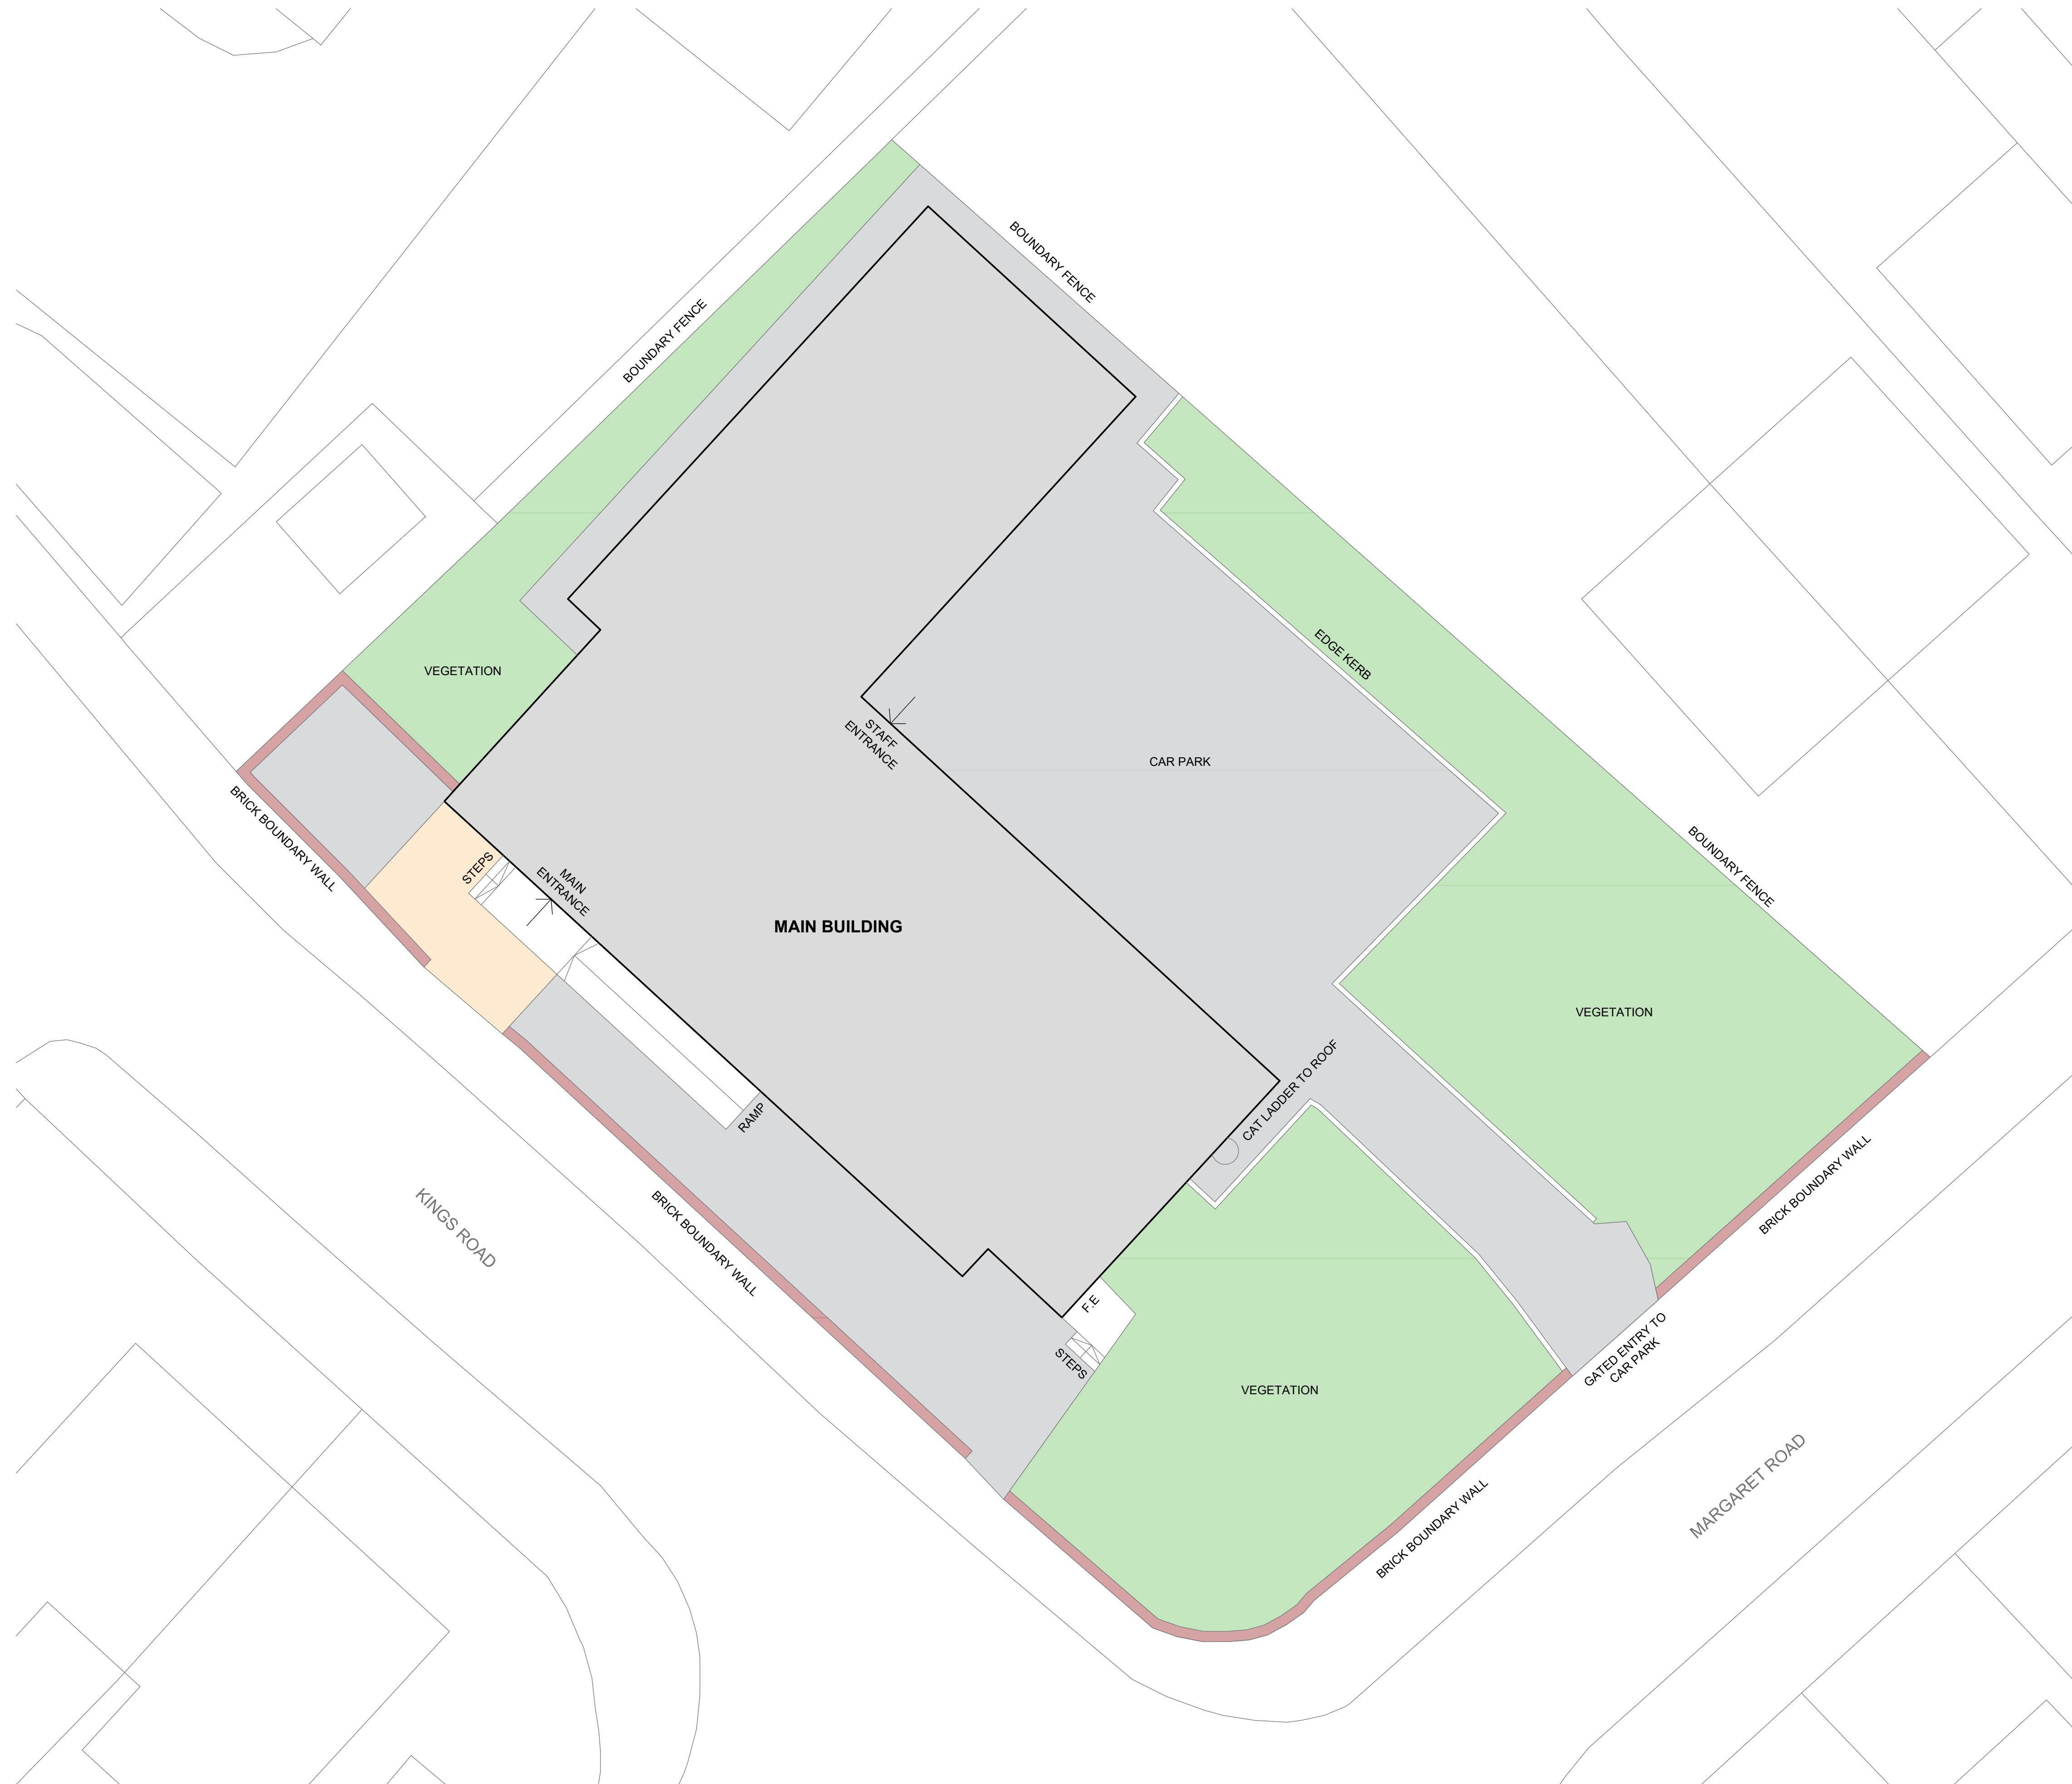 BOUNDARY FENCE
BOUNDARY FENCE
VEGETATION
EDGE KERB
STAFF
ENTRANCE
CAR PARK
BRICK BOUNDARY WALL
STEPS
MAIN
ENTRANCE
MAIN BUILDING
BOUNDARY FENCE
VEGETATION
CAT LADDER TO ROOF
RAMP
KINGS ROAD
BRICK BOUNDARY WALL
BRICK BOUNDARY WALL
F.E
STEPS
VEGETATION
GATED ENTRY TO
CAR PARK
BRICK BOUNDARY WALL
MARGARET ROAD